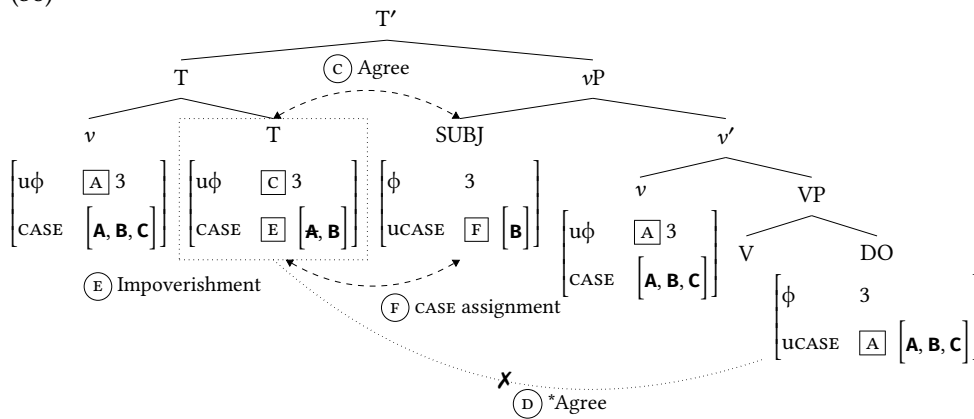 T′
T Ⓒ Agree vP
v T SUBJ v′
[uϕ A 3] [uϕ C 3] [ϕ 3] v VP
[CASE [A, B, C]] [CASE E [A̶, B]] [uCASE F [B]] [uϕ A 3] V DO
Ⓔ Impoverishment [CASE [A, B, C]] [ϕ 3]
Ⓕ CASE assignment [uCASE A [A, B, C]]
✗
Ⓓ *Agree